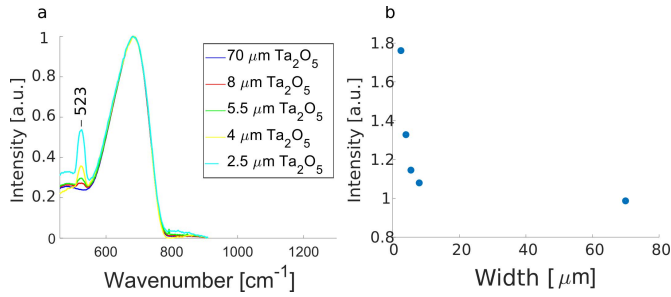 a
Intensity [a.u.]
1
0.8
0.6
0.4
0.2
0
523
70 μm Ta₂O₅
8 μm Ta₂O₅
5.5 μm Ta₂O₅
4 μm Ta₂O₅
2.5 μm Ta₂O₅
600 800 1000 1200
Wavenumber [cm⁻¹]
b
Intensity [a.u.]
1.8
1.6
1.4
1.2
1
0.8
0 20 40 60 80
Width [μm]